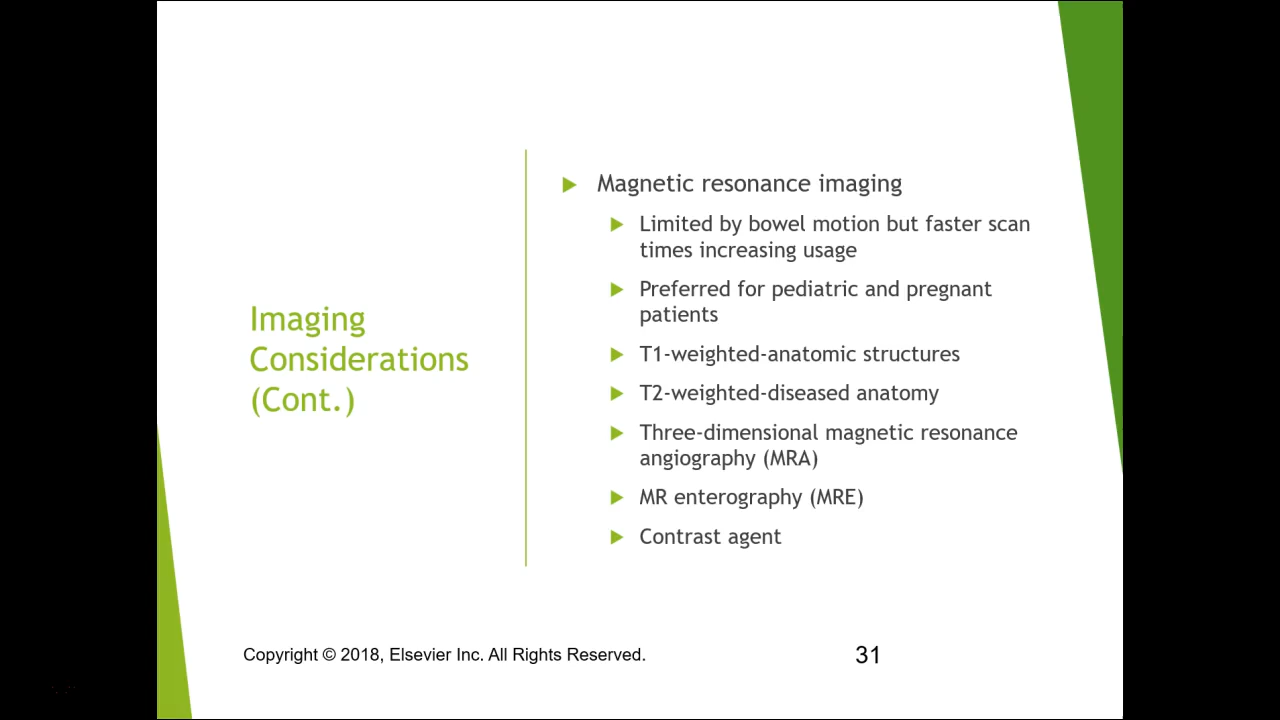 Imaging
Considerations
(Cont.)
Magnetic resonance imaging
Limited by bowel motion but faster scan
times increasing usage
Preferred for pediatric and pregnant
patients
T1-weighted-anatomic structures
T2-weighted-diseased anatomy
Three-dimensional magnetic resonance
angiography (MRA)
MR enterography (MRE)
Contrast agent
Copyright © 2018, Elsevier Inc. All Rights Reserved.
31